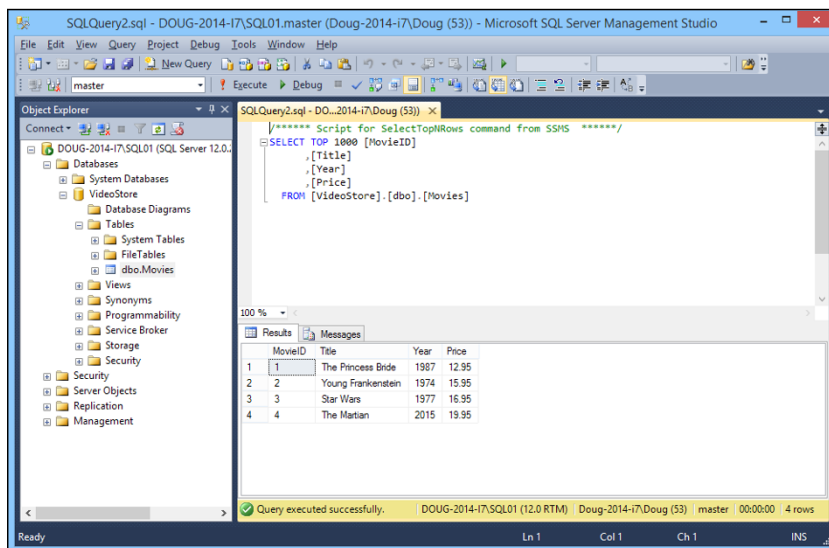 SQLQuery2.sql - DOUG-2014-I7\SQL01.master (Doug-2014-i7\Doug (53)) - Microsoft SQL Server Management Studio
File Edit View Query Project Debug Tools Window Help
New Query
master Execute Debug
Object Explorer
Connect
DOUG-2014-I7\SQL01 (SQL Server 12.0.
Databases
System Databases
VideoStore
Database Diagrams
Tables
System Tables
FileTables
dbo.Movies
Views
Synonyms
Programmability
Service Broker
Storage
Security
Security
Server Objects
Replication
Management
SQLQuery2.sql - DO...2014-i7\Doug (53))
/****** Script for SelectTopNRows command from SSMS ******/
SELECT TOP 1000 [MovieID]
,[Title]
,[Year]
,[Price]
FROM [VideoStore].[dbo].[Movies]
100 %
Results Messages
MovieID Title Year Price
1 1 The Princess Bride 1987 12.95
2 2 Young Frankenstein 1974 15.95
3 3 Star Wars 1977 16.95
4 4 The Martian 2015 19.95
Query executed successfully. DOUG-2014-I7\SQL01 (12.0 RTM) Doug-2014-i7\Doug (53) master 00:00:00 4 rows
Ready Ln 1 Col 1 Ch 1 INS